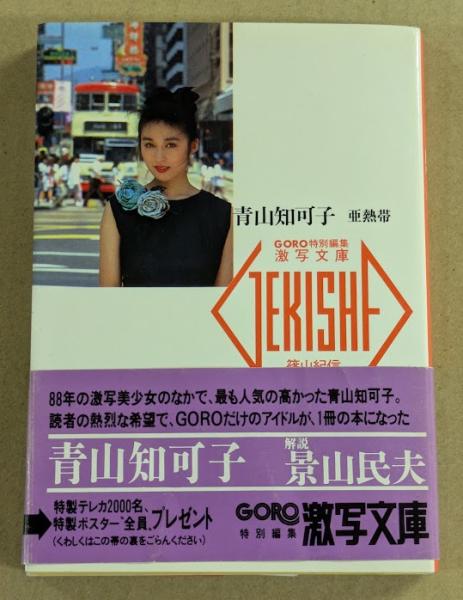 青山知可子 亜熱帯
GORO特別編集
激写文庫
GEKISHA
篠山紀信
88年の激写美少女のなかで、最も人気の高かった青山知可子。
読者の熱烈な希望で、GOROだけのアイドルが、1冊の本になった
青山知可子 解説 景山民夫
特製テレカ2000名、
特製ポスター“全員„プレゼント
(くわしくはこの帯の裏をごらんください)
GORO
特別編集
激写文庫